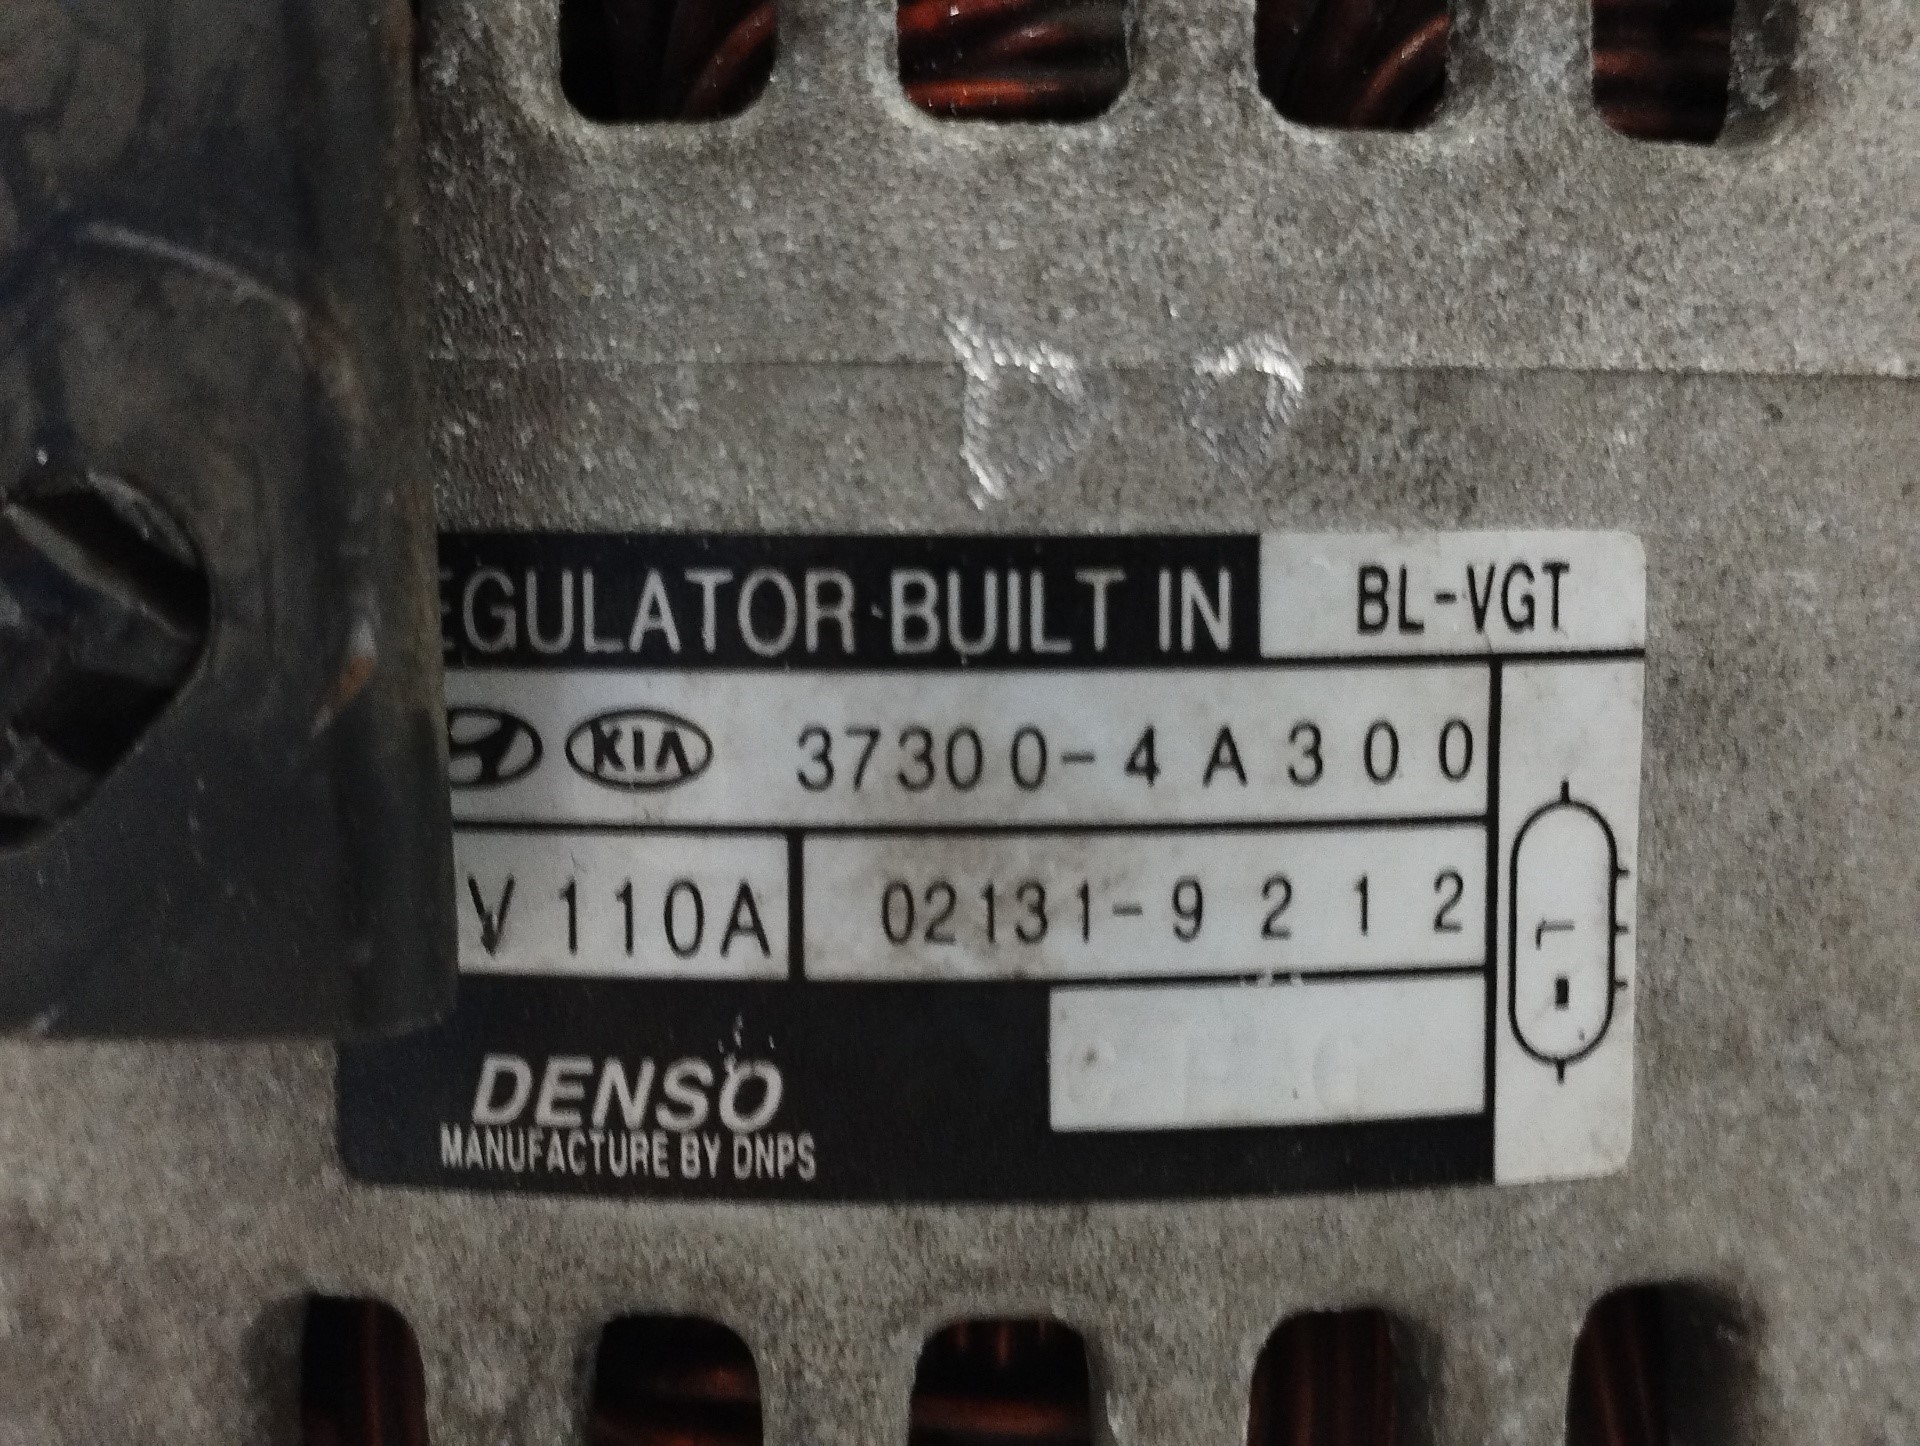 EGULATOR BUILT IN BL-VGT
KIA 37300-4A300
V 110A 02131-9212
DENSO
MANUFACTURE BY DNPS